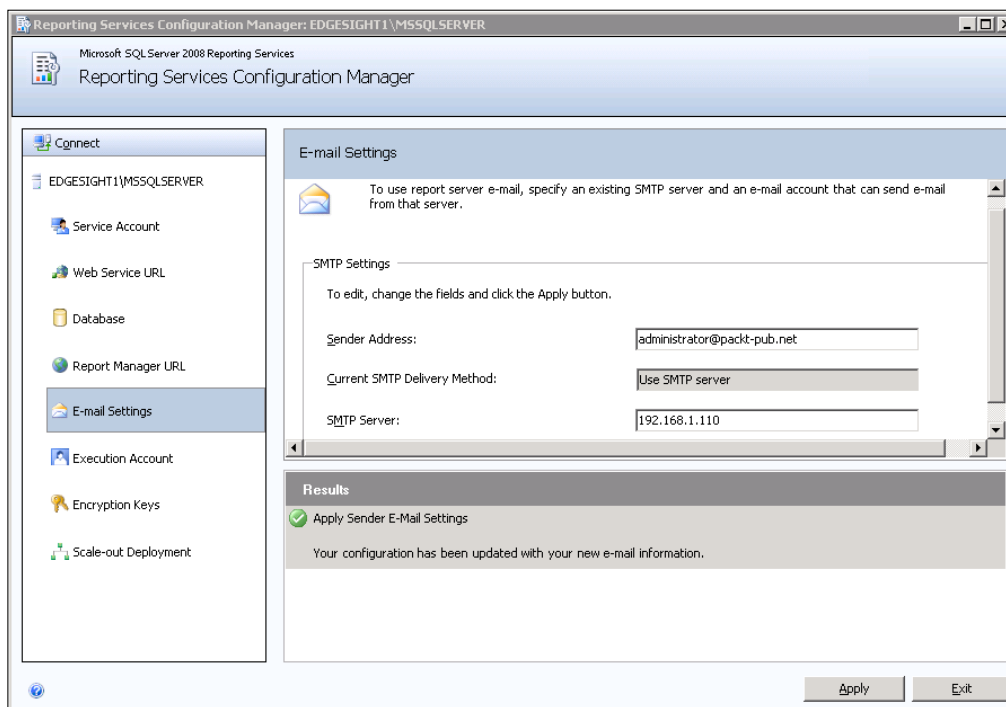 Reporting Services Configuration Manager: EDGESIGHT1\MSSQLSERVER
Microsoft SQL Server 2008 Reporting Services
Reporting Services Configuration Manager
Connect
EDGESIGHT1\MSSQLSERVER
Service Account
Web Service URL
Database
Report Manager URL
E-mail Settings
Execution Account
Encryption Keys
Scale-out Deployment
E-mail Settings
To use report server e-mail, specify an existing SMTP server and an e-mail account that can send e-mail
from that server.
SMTP Settings
To edit, change the fields and click the Apply button.
Sender Address: administrator@packt-pub.net
Current SMTP Delivery Method: Use SMTP server
SMTP Server: 192.168.1.110
Results
Apply Sender E-Mail Settings
Your configuration has been updated with your new e-mail information.
Apply Exit